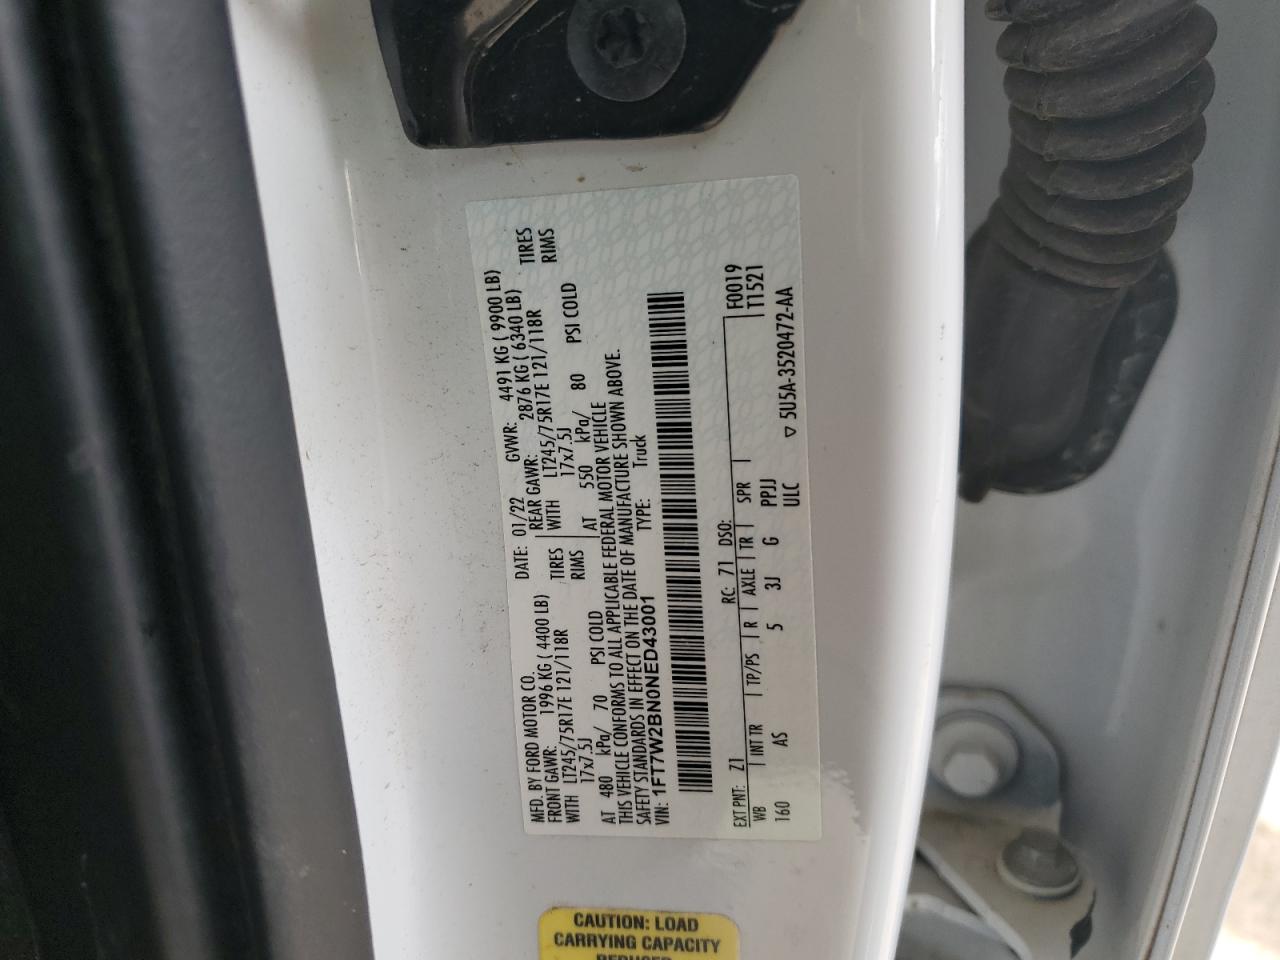 MFD. BY FORD MOTOR CO.
DATE: 01/22 GVWR: 4491 KG ( 9900 LB)
FRONT GAWR: 1996 KG ( 4400 LB)
REAR GAWR: 2876 KG ( 6340 LB)
WITH LT245/75R17E 121/118R TIRES
WITH LT245/75R17E 121/118R TIRES
17x7.5J RIMS
17x7.5J RIMS
AT 480 kPa/ 70 PSI COLD
AT 550 kPa/ 80 PSI COLD
THIS VEHICLE CONFORMS TO ALL APPLICABLE FEDERAL MOTOR VEHICLE
SAFETY STANDARDS IN EFFECT ON THE DATE OF MANUFACTURE SHOWN ABOVE.
VIN: 1FT7W2BN0NED43001 TYPE: Truck
EXT PNT: Z1 RC: 71 DSO: F0019
WB INT TR TP/PS R AXLE TR SPR T1521
160 AS 5 3J G PPJJ
ULC ▽ 5U5A-3520472-AA
CAUTION: LOAD
CARRYING CAPACITY
REDUCED